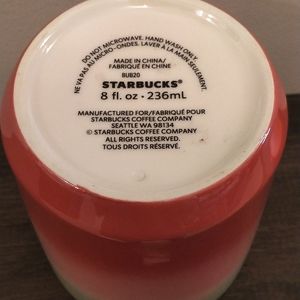 DO NOT MICROWAVE. HAND WASH ONLY.
NE VA PAS AU MICRO-ONDES. LAVER À LA MAIN SEULEMENT.
MADE IN CHINA/
FABRIQUÉ EN CHINE
BUB20
STARBUCKS®
8 fl. oz • 236mL
MANUFACTURED FOR/FABRIQUÉ POUR
STARBUCKS COFFEE COMPANY
SEATTLE WA 98134
© STARBUCKS COFFEE COMPANY
ALL RIGHTS RESERVED.
TOUS DROITS RÉSERVÉ.